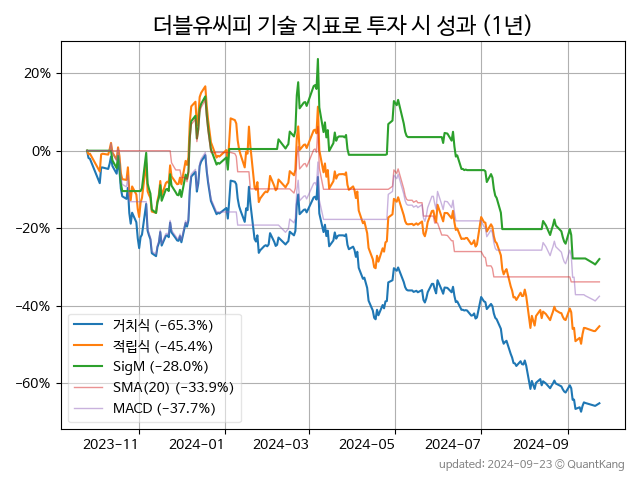 더블유씨피 기술 지표로 투자 시 성과 (1년)
20%
0%
−20%
−40%
−60%
거치식 (−65.3%)
적립식 (−45.4%)
SigM (−28.0%)
SMA(20) (−33.9%)
MACD (−37.7%)
2023−11
2024−01
2024−03
2024−05
2024−07
2024−09
updated: 2024−09−23 ⓒ QuantKang